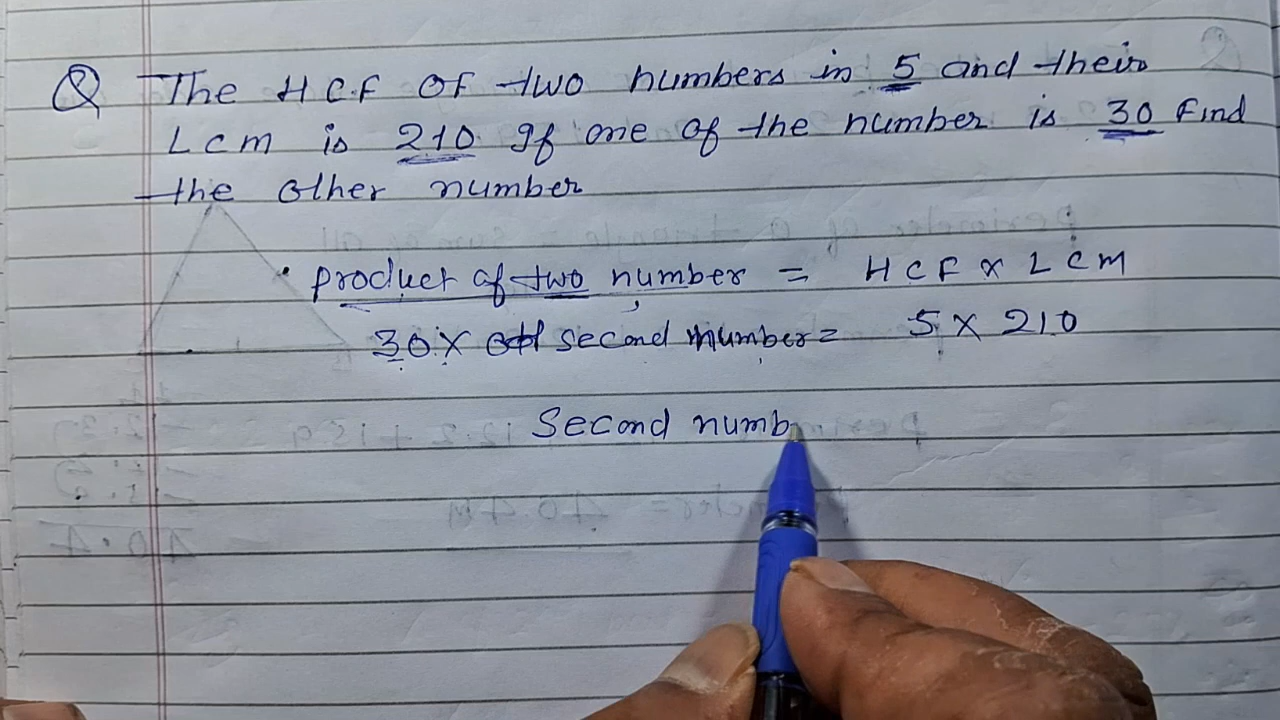 Q The HCF OF two numbers in 5 and their
Lcm is 210 If one of the number is 30 Find
the other number
product of two number = HCF x LCM
30 x second number = 5 x 210
Second numb